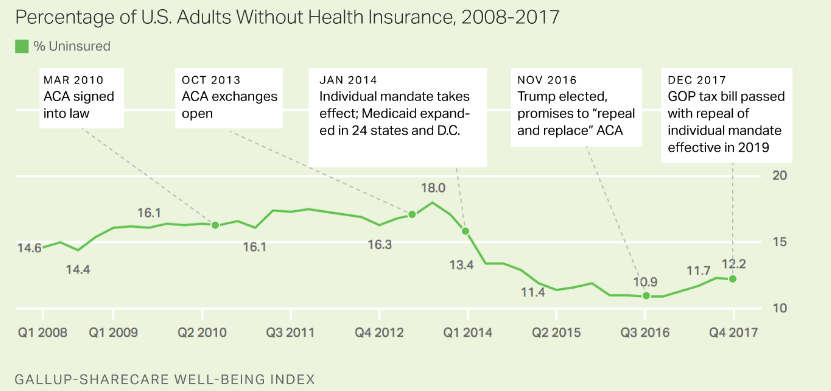 Percentage of U.S. Adults Without Health Insurance, 2008-2017
% Uninsured
MAR 2010
ACA signed
into law
OCT 2013
ACA exchanges
open
JAN 2014
Individual mandate takes
effect; Medicaid expand-
ed in 24 states and D.C.
NOV 2016
Trump elected,
promises to “repeal
and replace” ACA
DEC 2017
GOP tax bill passed
with repeal of
individual mandate
effective in 2019
20
15
10
14.6
14.4
16.1
16.1
16.3
18.0
13.4
11.4
10.9
11.7
12.2
Q1 2008
Q1 2009
Q2 2010
Q3 2011
Q4 2012
Q1 2014
Q2 2015
Q3 2016
Q4 2017
GALLUP-SHARECARE WELL-BEING INDEX